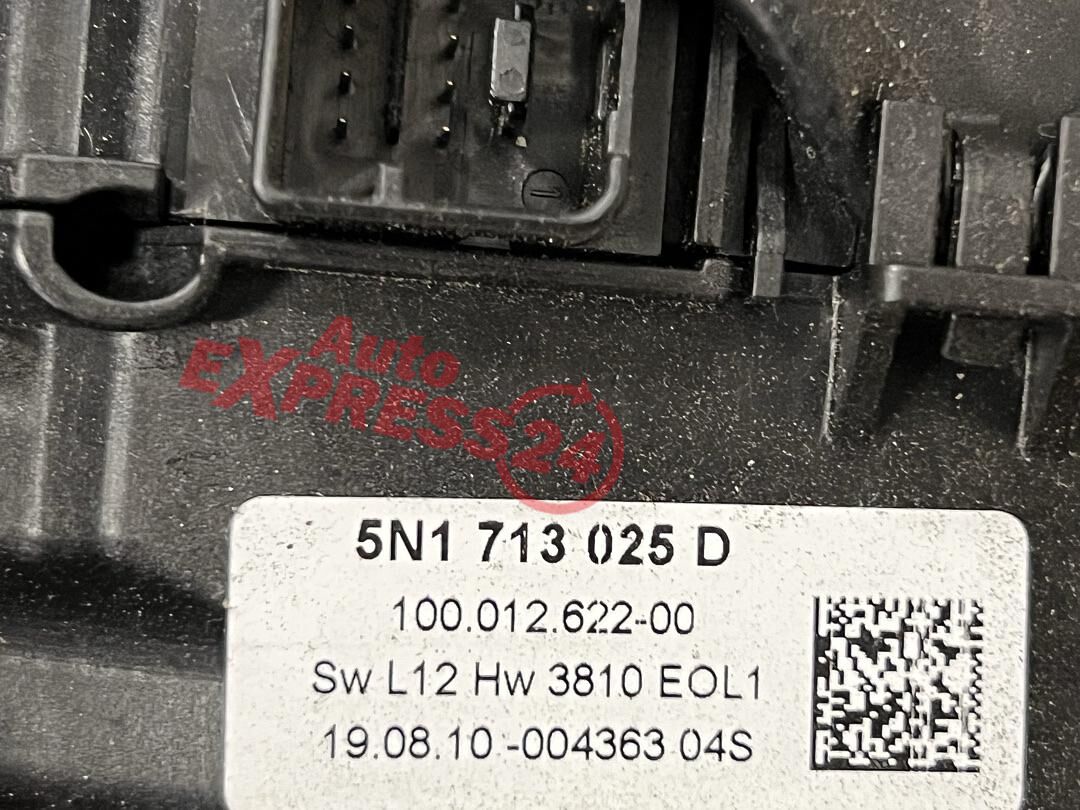 1
Auto
EXPRESS24
5N1 713 025 D
100.012.622-00
Sw L12 Hw 3810 EOL1
19.08.10 -004363 04S